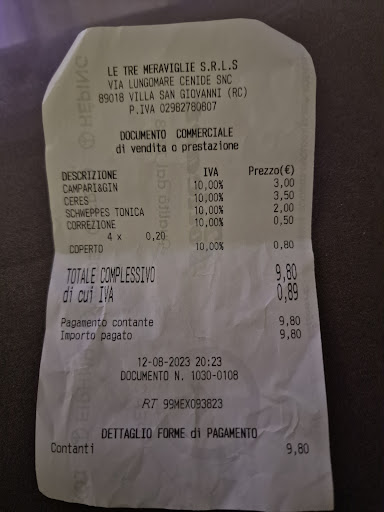 LE TRE MERAVIGLIE S.R.L.S
VIA LUNGOMARE CENIDE SNC
89018 VILLA SAN GIOVANNI (RC)
P.IVA 02982780807
DOCUMENTO COMMERCIALE
di vendita o prestazione
DESCRIZIONE IVA Prezzo(€)
CAMPARI&GIN 10,00% 3,00
CERES 10,00% 3,50
SCHWEPPES TONICA 10,00% 2,00
CORREZIONE 10,00% 0,50
4 x 0,20
COPERTO 10,00% 0,80
TOTALE COMPLESSIVO 9,80
di cui IVA 0,89
Pagamento contante 9,80
Importo pagato 9,80
12-08-2023 20:23
DOCUMENTO N. 1030-0108
RT 99MEX093823
DETTAGLIO FORME di PAGAMENTO
Contanti 9,80